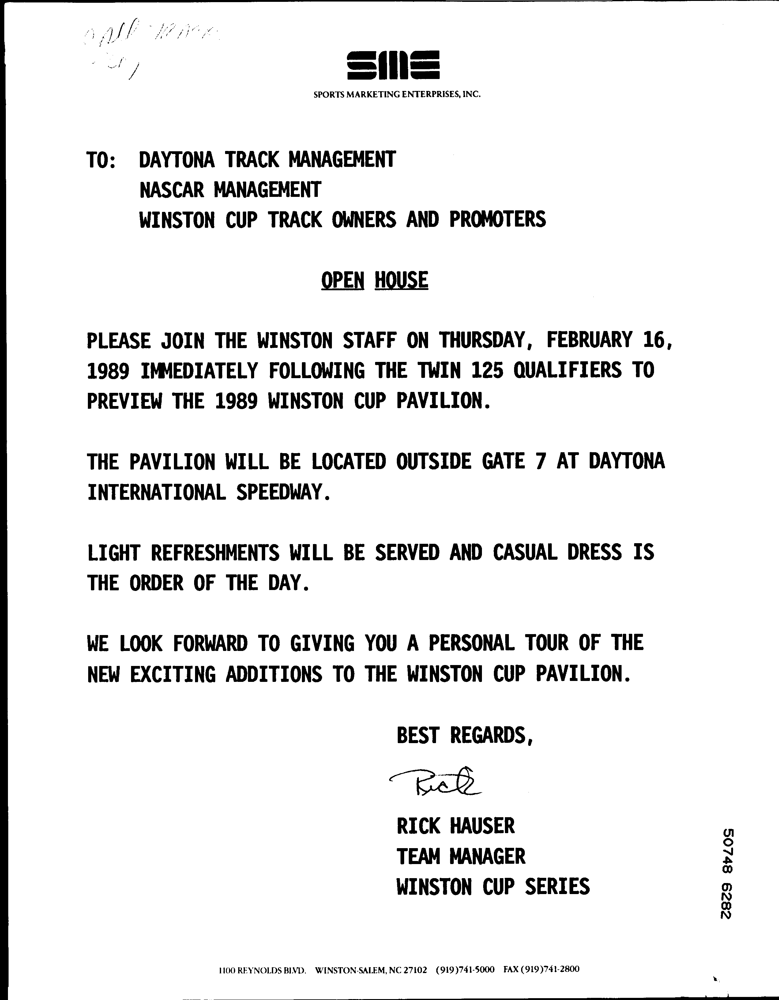 SME
SPORTS MARKETING ENTERPRISES, INC.
TO: DAYTONA TRACK MANAGEMENT
NASCAR MANAGEMENT
WINSTON CUP TRACK OWNERS AND PROMOTERS
OPEN HOUSE
PLEASE JOIN THE WINSTON STAFF ON THURSDAY, FEBRUARY 16,
1989 IMMEDIATELY FOLLOWING THE TWIN 125 QUALIFIERS TO
PREVIEW THE 1989 WINSTON CUP PAVILION.
THE PAVILION WILL BE LOCATED OUTSIDE GATE 7 AT DAYTONA
INTERNATIONAL SPEEDWAY.
LIGHT REFRESHMENTS WILL BE SERVED AND CASUAL DRESS IS
THE ORDER OF THE DAY.
WE LOOK FORWARD TO GIVING YOU A PERSONAL TOUR OF THE
NEW EXCITING ADDITIONS TO THE WINSTON CUP PAVILION.
BEST REGARDS,
Rick
RICK HAUSER
TEAM MANAGER
WINSTON CUP SERIES
50748 6282
1100 REYNOLDS BLVD. WINSTON-SALEM, NC 27102 (919)741-5000 FAX (919)741-2800